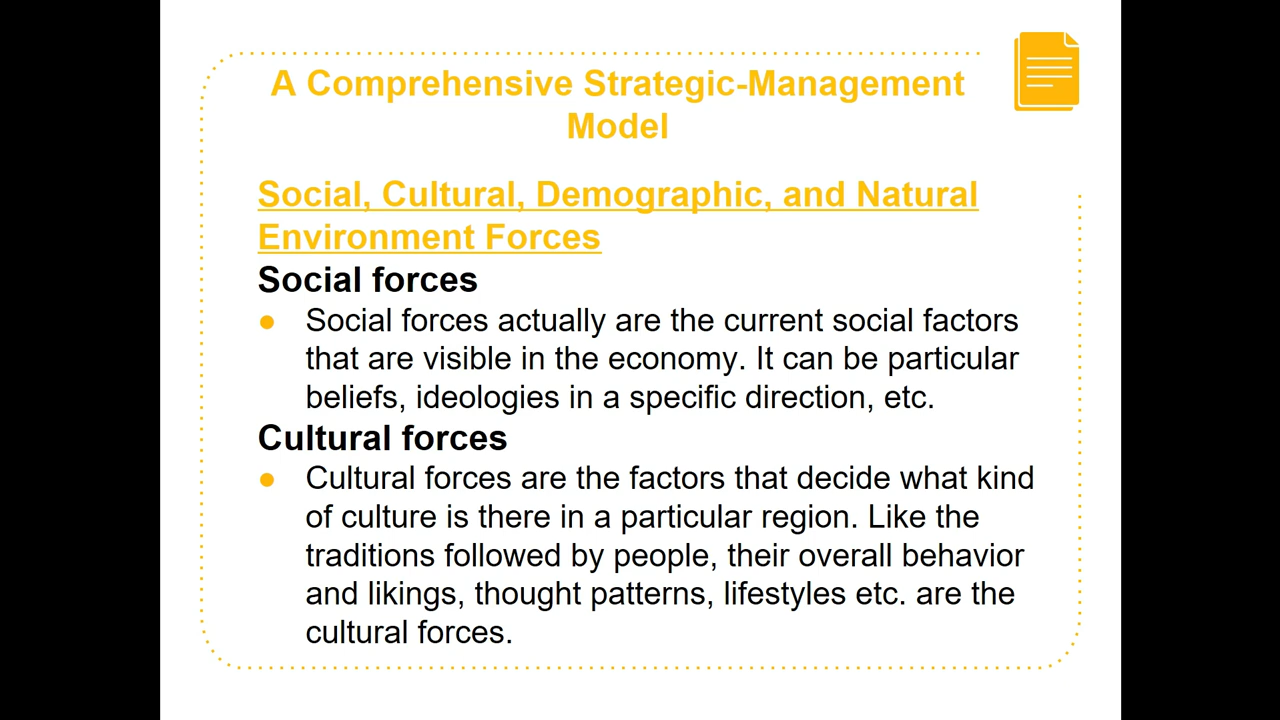 A Comprehensive Strategic-Management
Model
Social, Cultural, Demographic, and Natural
Environment Forces
Social forces
● Social forces actually are the current social factors
that are visible in the economy. It can be particular
beliefs, ideologies in a specific direction, etc.
Cultural forces
● Cultural forces are the factors that decide what kind
of culture is there in a particular region. Like the
traditions followed by people, their overall behavior
and likings, thought patterns, lifestyles etc. are the
cultural forces.